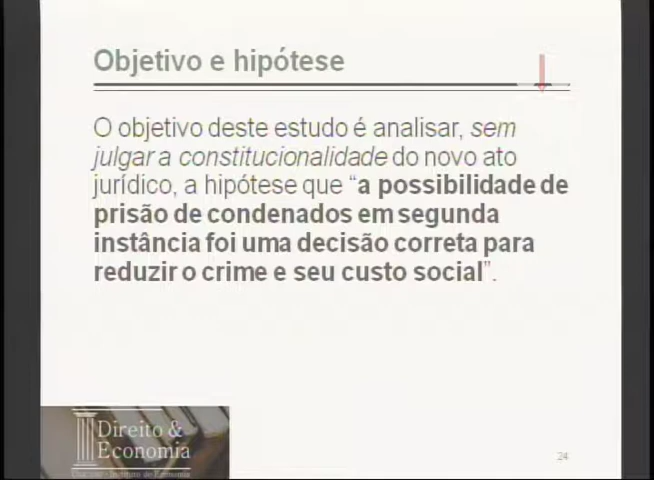 Objetivo e hipótese
O objetivo deste estudo é analisar, sem
julgar a constitucionalidade do novo ato
jurídico, a hipótese que “a possibilidade de
prisão de condenados em segunda
instância foi uma decisão correta para
reduzir o crime e seu custo social”.
Direito &
Economia
24